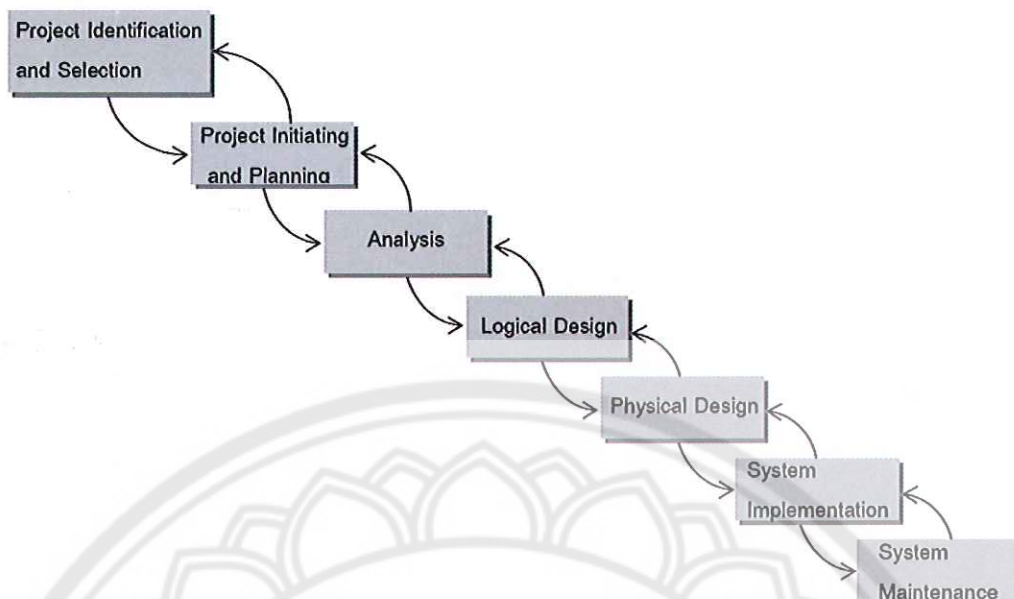 Project Identification
and Selection
Project Initiating
and Planning
Analysis
Logical Design
Physical Design
System
Implementation
System
Maintenance